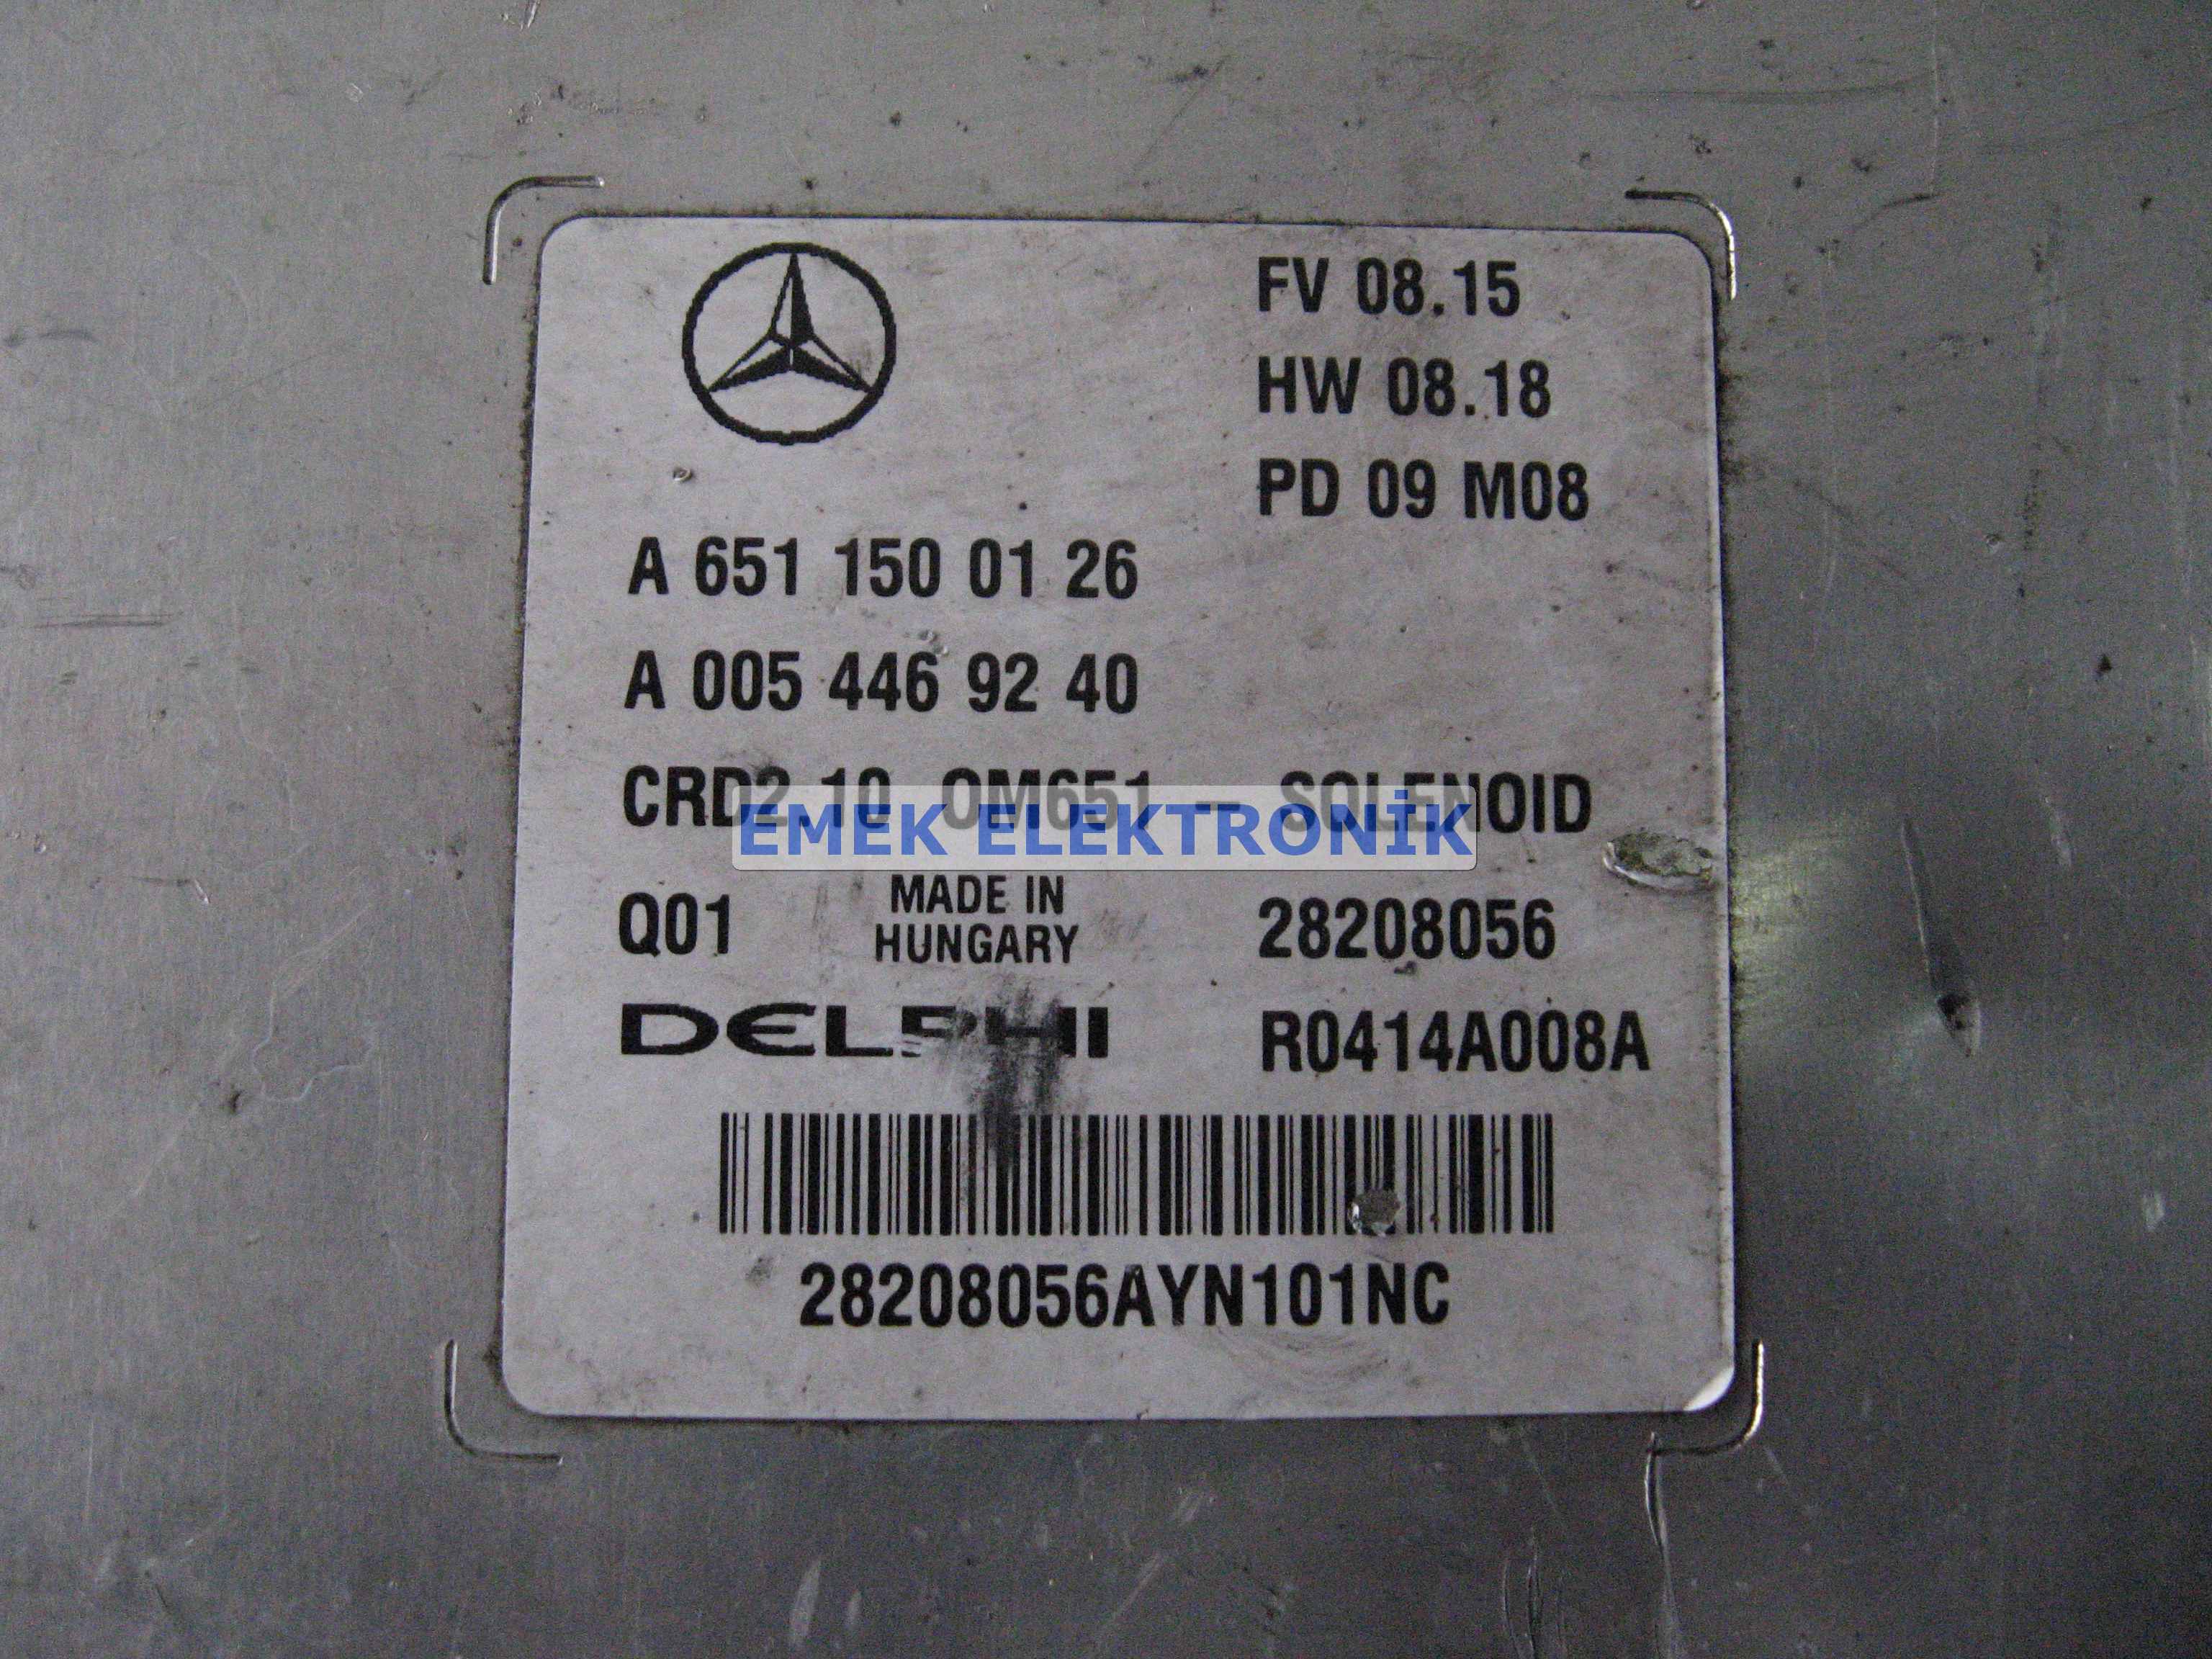 FV 08.15
HW 08.18
PD 09 M08
A 651 150 01 26
A 005 446 92 40
CRD2.10 OM651 – SOLENOID
EMEK ELEKTRONİK
Q01
MADE IN
HUNGARY
28208056
DELPHI
R0414A008A
28208056AYN101NC